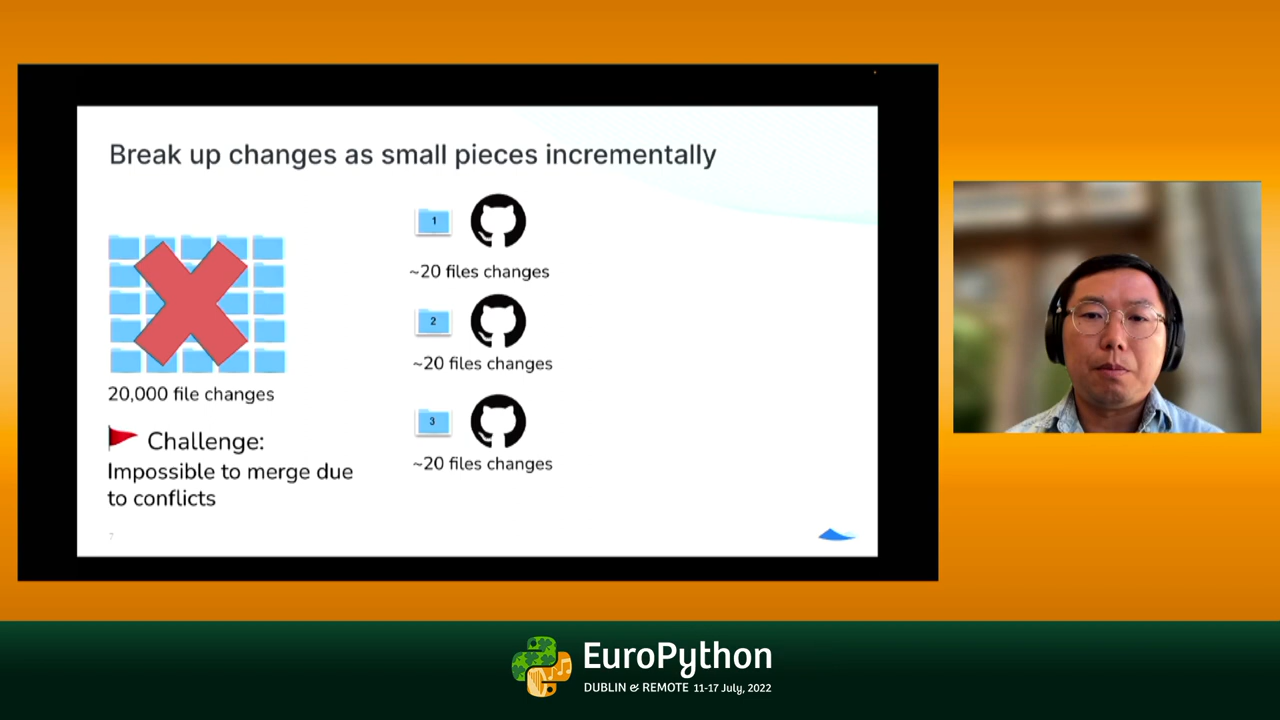 Break up changes as small pieces incrementally
1
~20 files changes
2
~20 files changes
3
~20 files changes
20,000 file changes
Challenge:
Impossible to merge due
to conflicts
7
EuroPython
DUBLIN & REMOTE 11-17 July, 2022